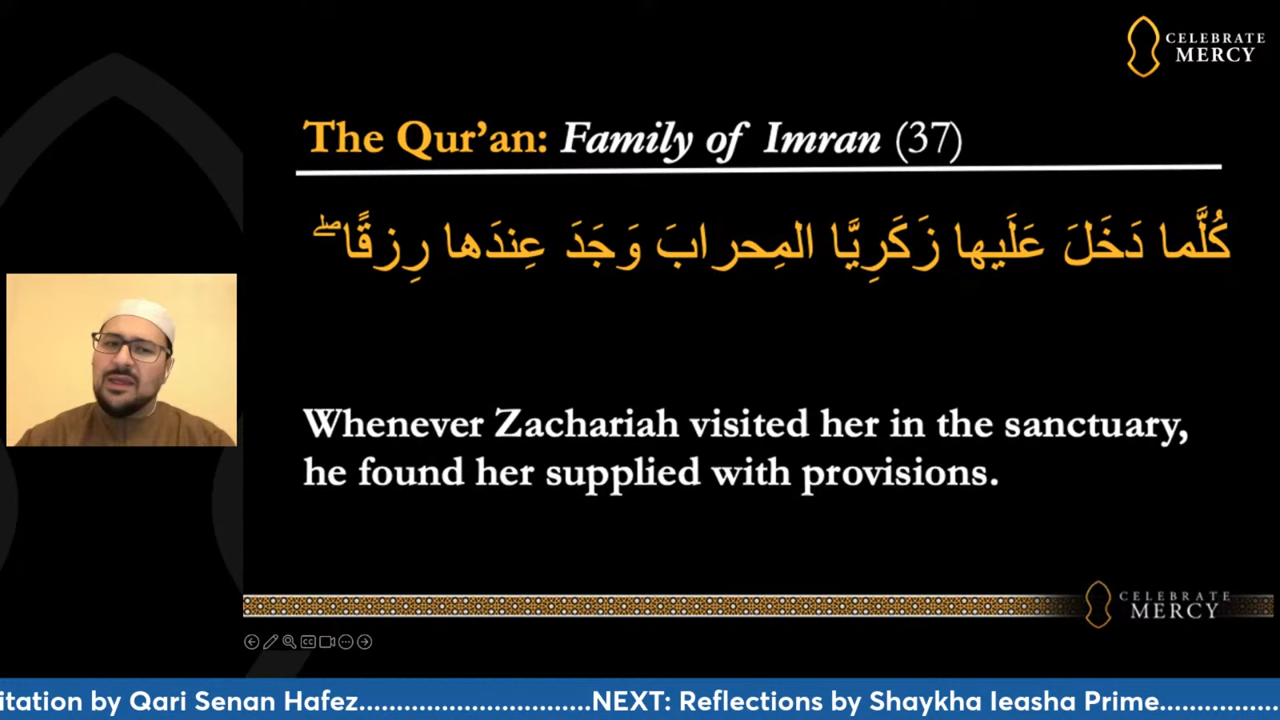 CELEBRATE
MERCY
The Qur’an: Family of Imran (37)
كُلَّما دَخَلَ عَلَيها زَكَرِيَّا المِحرابَ وَجَدَ عِندَها رِزقًا ۖ
Whenever Zachariah visited her in the sanctuary,
he found her supplied with provisions.
CELEBRATE
MERCY
itation by Qari Senan Hafez.................................NEXT: Reflections by Shaykha Ieasha Prime.................